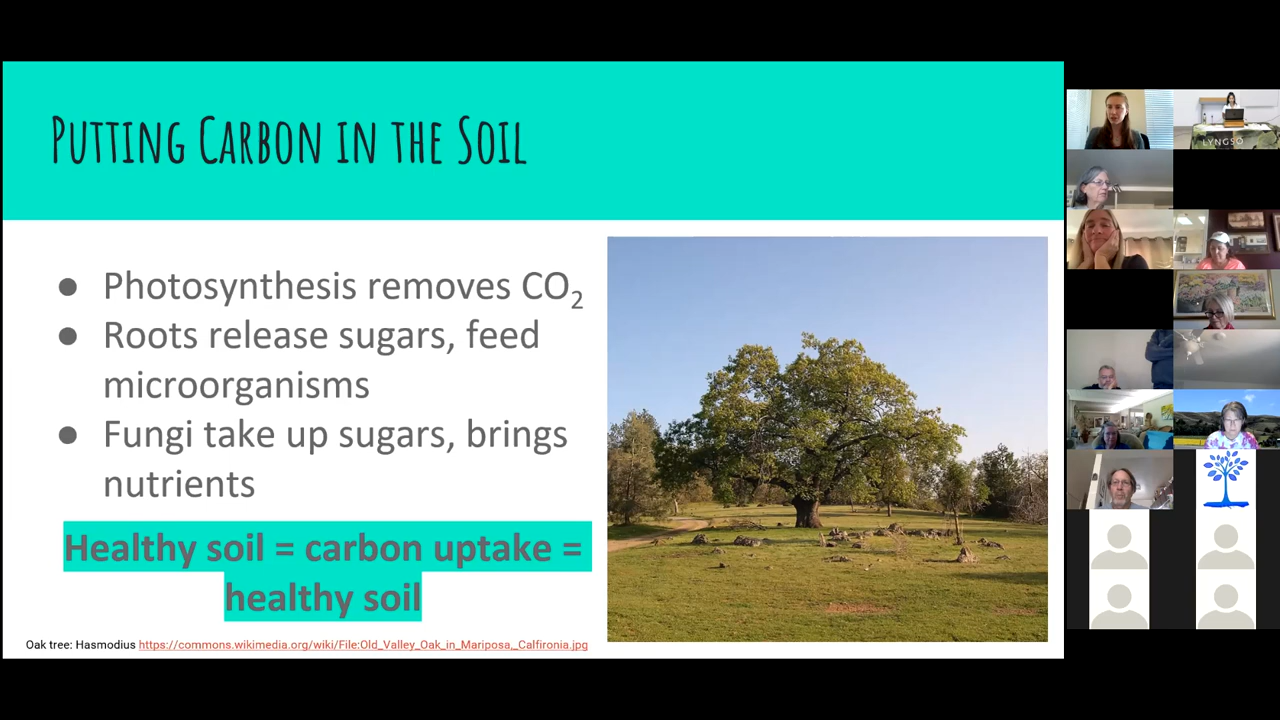 Putting Carbon in the Soil
● Photosynthesis removes CO₂
● Roots release sugars, feed
microorganisms
● Fungi take up sugars, brings
nutrients
Healthy soil = carbon uptake =
healthy soil
Oak tree: Hasmodius https://commons.wikimedia.org/wiki/File:Old_Valley_Oak_in_Mariposa,_Calfironia.jpg
LYNGSO